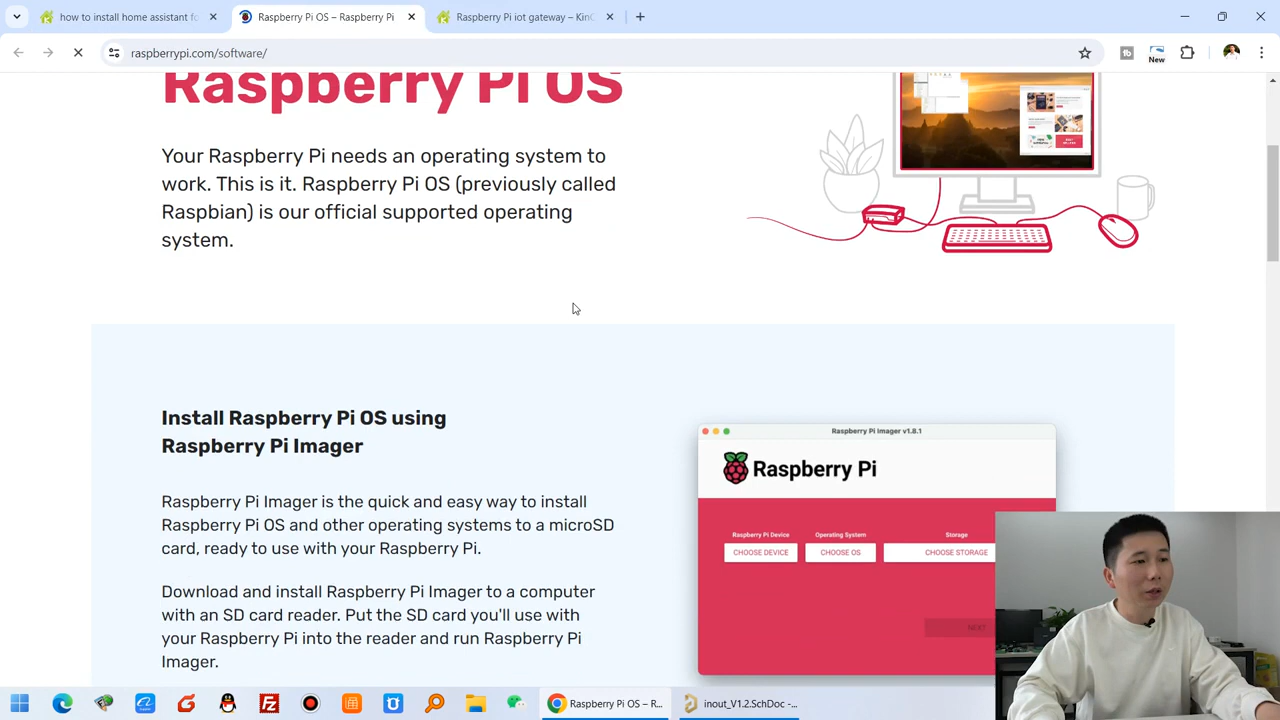 how to install home assistant fo
Raspberry Pi OS – Raspberry Pi
Raspberry Pi iot gateway – KinC
raspberrypi.com/software/
New
Raspberry Pi OS
Your Raspberry Pi needs an operating system to
work. This is it. Raspberry Pi OS (previously called
Raspbian) is our official supported operating
system.
Install Raspberry Pi OS using
Raspberry Pi Imager
Raspberry Pi Imager is the quick and easy way to install
Raspberry Pi OS and other operating systems to a microSD
card, ready to use with your Raspberry Pi.
Download and install Raspberry Pi Imager to a computer
with an SD card reader. Put the SD card you'll use with
your Raspberry Pi into the reader and run Raspberry Pi
Imager.
Raspberry Pi Imager v1.8.1
Raspberry Pi
Raspberry Pi Device
Operating System
Storage
CHOOSE DEVICE
CHOOSE OS
CHOOSE STORAGE
NEXT
Raspberry Pi OS – R...
inout_V1.2.SchDoc -...